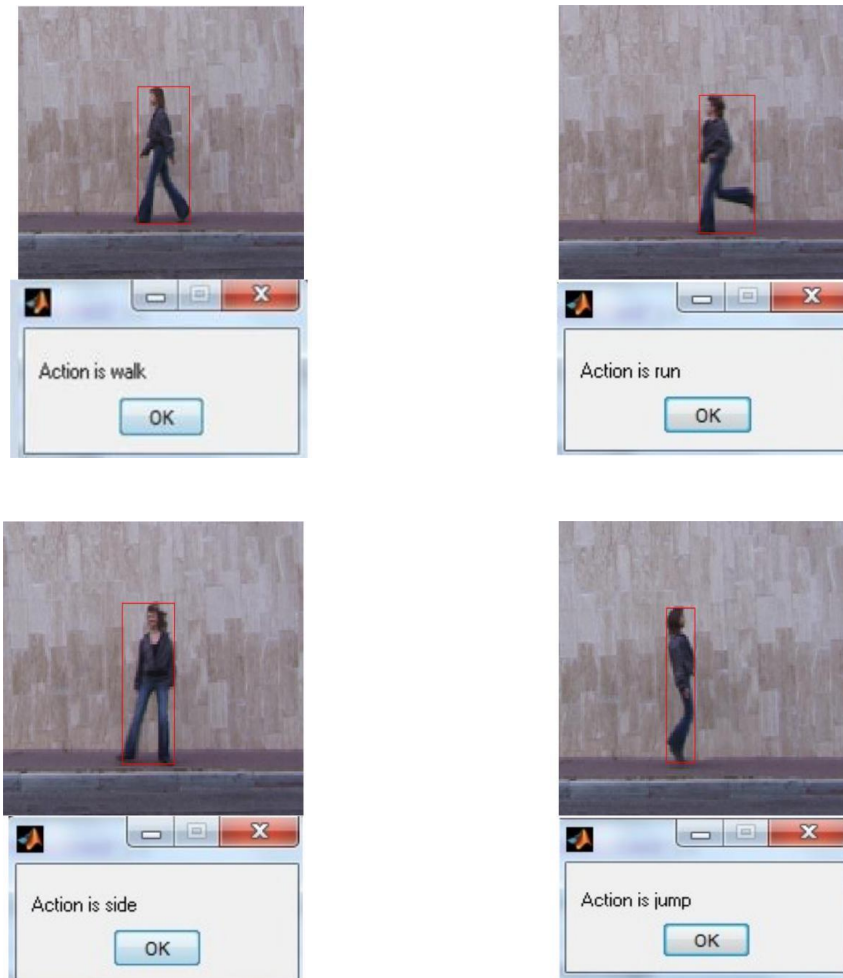 Action is walk
OK
Action is run
OK
Action is side
OK
Action is jump
OK